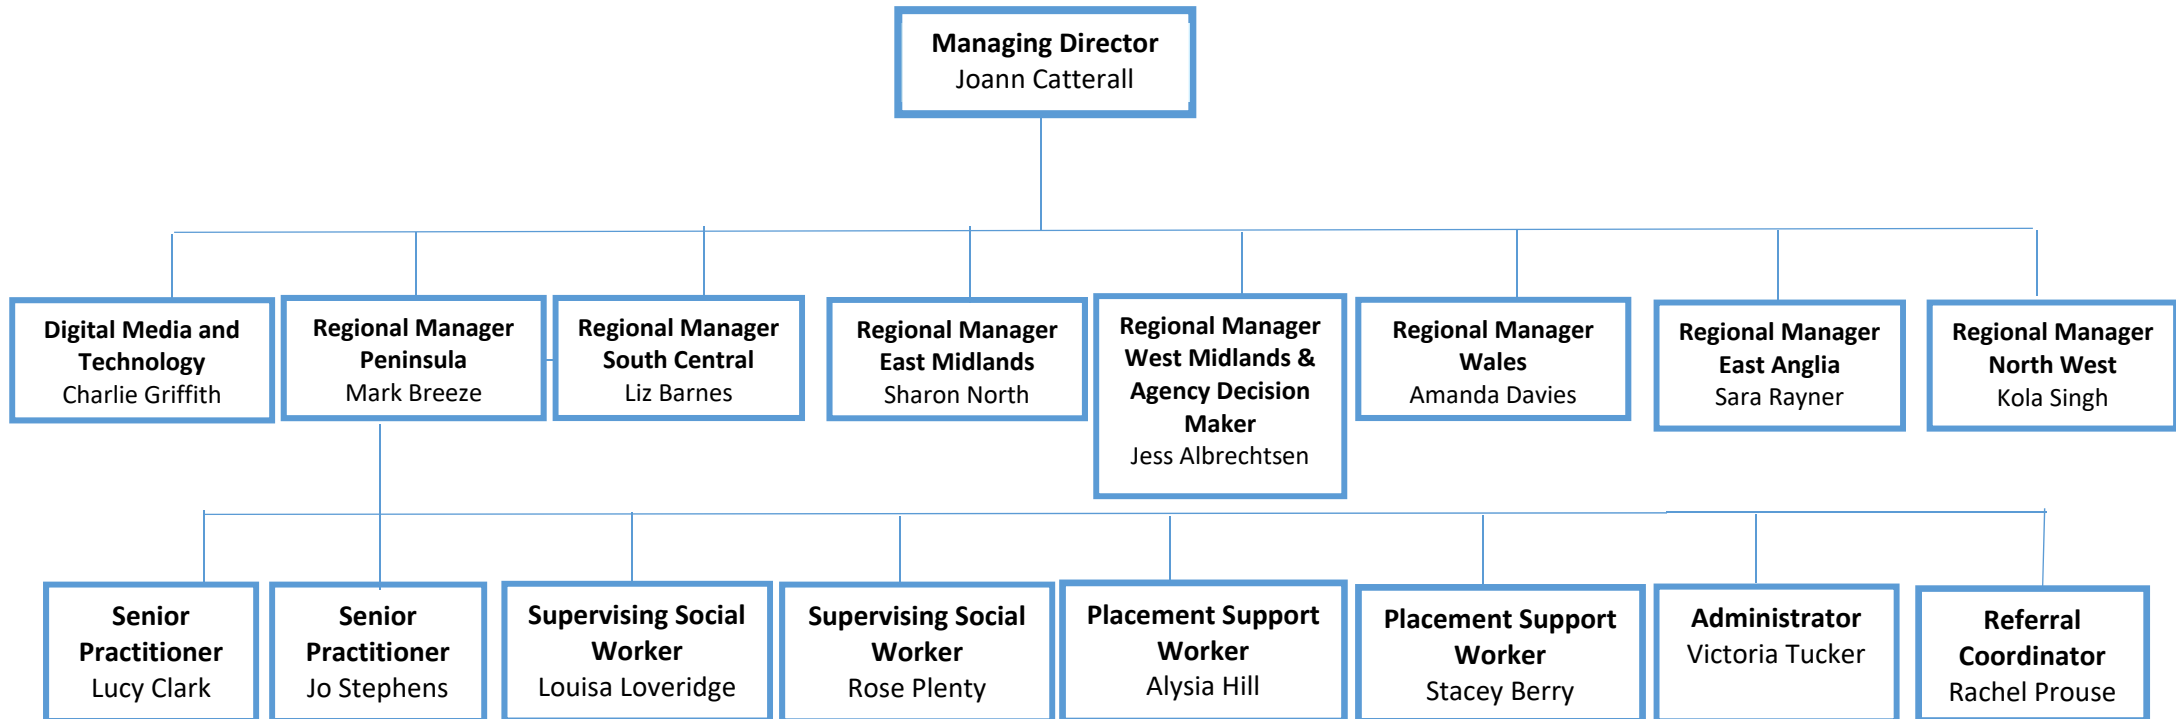 Managing Director
Joann Catterall
Digital Media and
Technology
Charlie Griffith
Regional Manager
Peninsula
Mark Breeze
Regional Manager
South Central
Liz Barnes
Regional Manager
East Midlands
Sharon North
Regional Manager
West Midlands &
Agency Decision
Maker
Jess Albrechtsen
Regional Manager
Wales
Amanda Davies
Regional Manager
East Anglia
Sara Rayner
Regional Manager
North West
Kola Singh
Senior
Practitioner
Lucy Clark
Senior
Practitioner
Jo Stephens
Supervising Social
Worker
Louisa Loveridge
Supervising Social
Worker
Rose Plenty
Placement Support
Worker
Alysia Hill
Placement Support
Worker
Stacey Berry
Administrator
Victoria Tucker
Referral
Coordinator
Rachel Prouse